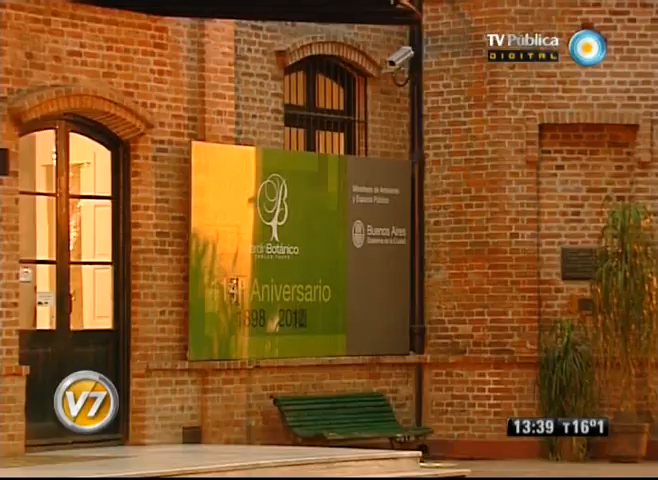 TV Pública
DIGITAL
B
Jardín Botánico
CARLOS THAYS
Ministerio de Ambiente
y Espacio Público
Buenos Aires
Gobierno de la Ciudad
Aniversario
1898 - 2012
V7
13:39 T16º1